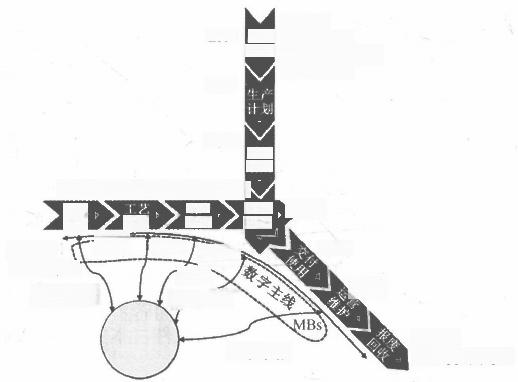 生产
计划
工艺
交付
使用
运营
维护
报废
回收
数字主线
MBs